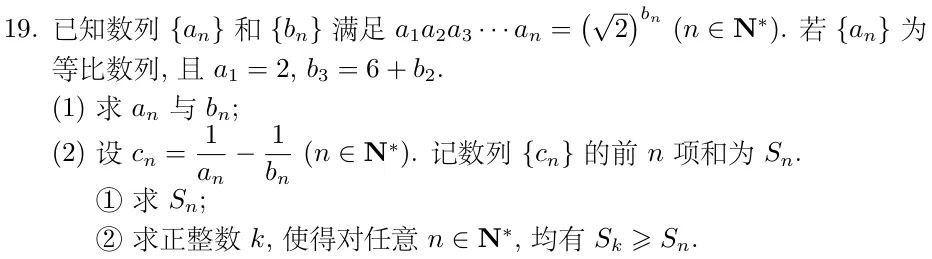 19. 已知数列 {aₙ} 和 {bₙ} 满足 a₁a₂a₃⋯aₙ = (√2)^{bₙ} (n ∈ N*). 若 {aₙ} 为
等比数列, 且 a₁ = 2, b₃ = 6 + b₂.
(1) 求 aₙ 与 bₙ;
(2) 设 cₙ = 1/aₙ − 1/bₙ (n ∈ N*). 记数列 {cₙ} 的前 n 项和为 Sₙ.
① 求 Sₙ;
② 求正整数 k, 使得对任意 n ∈ N*, 均有 Sₖ ⩾ Sₙ.